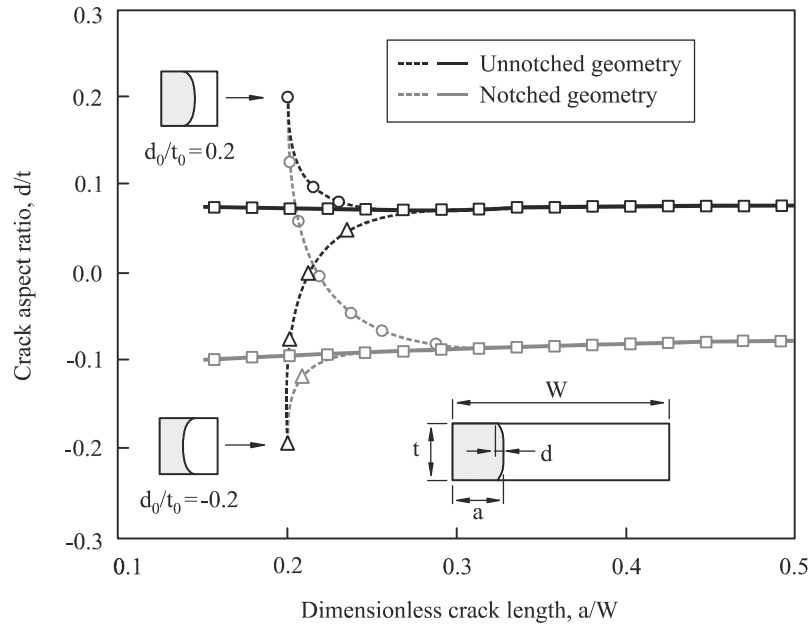 0.3
0.2
0.1
0.0
-0.1
-0.2
-0.3
Crack aspect ratio, d/t
Unnotched geometry
Notched geometry
d₀/t₀ = 0.2
d₀/t₀ = -0.2
W
t
d
a
0.1 0.2 0.3 0.4 0.5
Dimensionless crack length, a/W